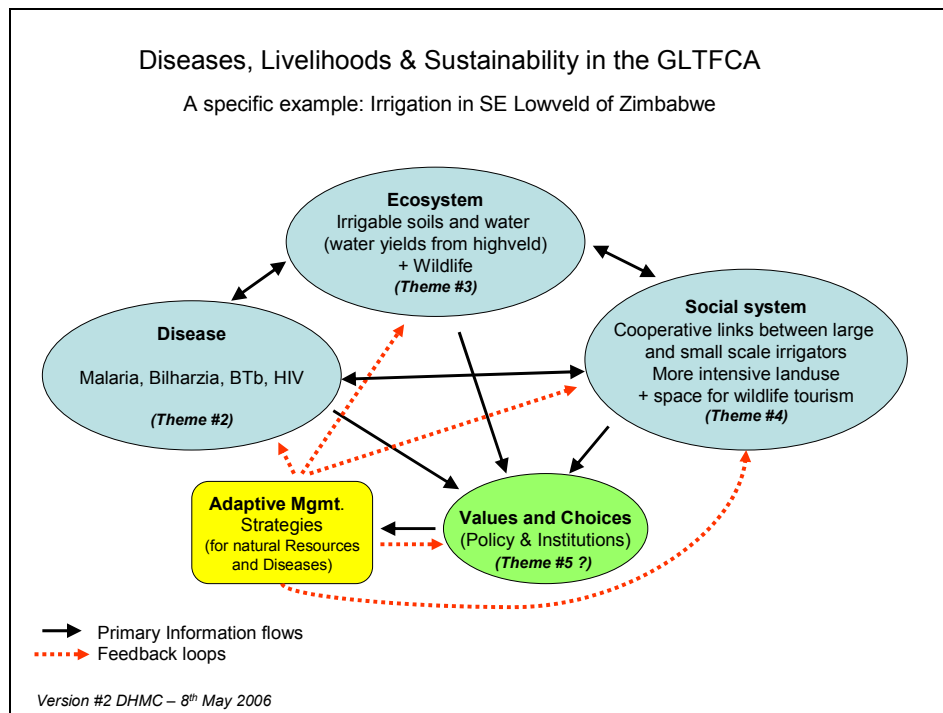 Diseases, Livelihoods & Sustainability in the GLTFCA
A specific example: Irrigation in SE Lowveld of Zimbabwe
Ecosystem
Irrigable soils and water
(water yields from highveld)
+ Wildlife
(Theme #3)
Disease
Malaria, Bilharzia, BTb, HIV
(Theme #2)
Social system
Cooperative links between large
and small scale irrigators
More intensive landuse
+ space for wildlife tourism
(Theme #4)
Adaptive Mgmt.
Strategies
(for natural Resources
and Diseases)
Values and Choices
(Policy & Institutions)
(Theme #5 ?)
Primary Information flows
Feedback loops
Version #2 DHMC – 8th May 2006